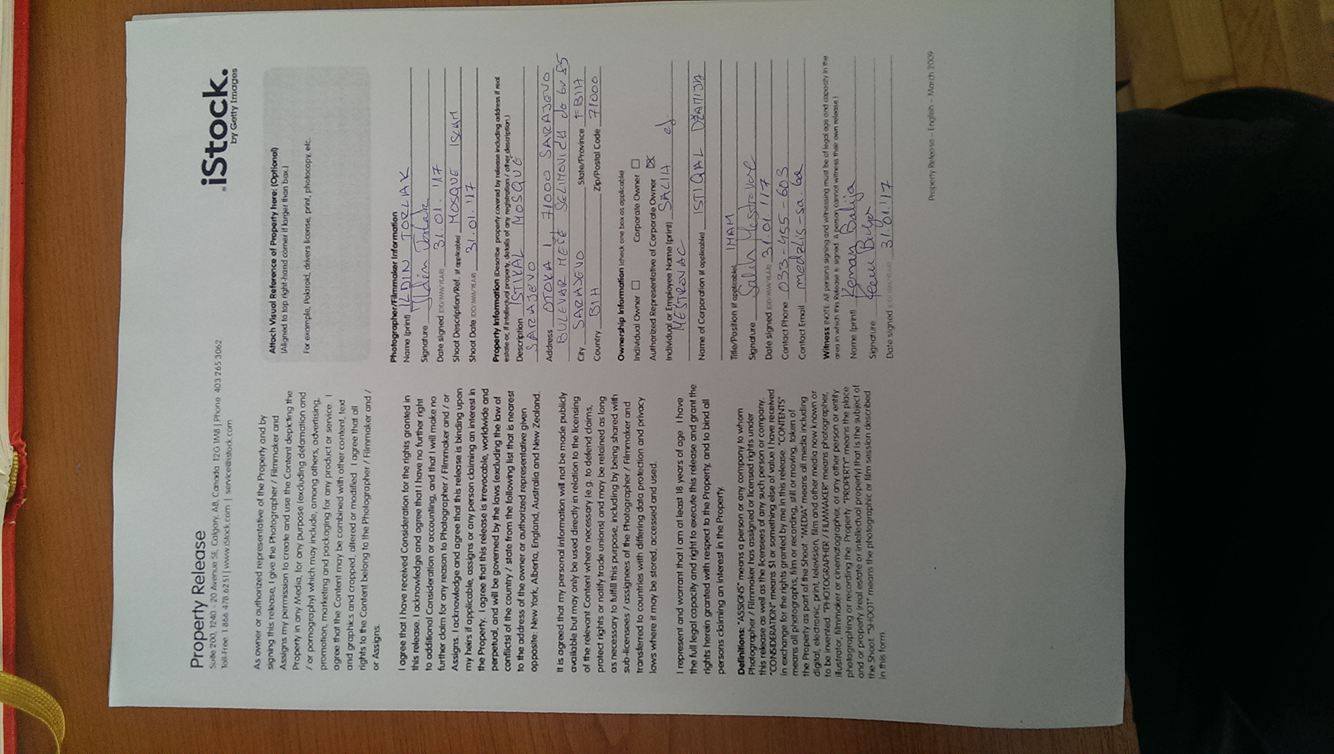 Property Release
Suite 200, 1240 - 20 Avenue SE, Calgary, AB, Canada T2G 1M8 | Phone 403 265 3062
Toll-Free: 1 866 478 6251 | www.iStock.com | service@istock.com
iStock.
by Getty Images
As owner or authorized representative of the Property and by
signing this release, I give the Photographer / Filmmaker and
Assigns my permission to create and use the Content depicting the
Property in any Media, for any purpose (excluding defamation and
/ or pornography) which may include, among others, advertising,
promotion, marketing and packaging for any product or service. I
agree that the Content may be combined with other content, text
and graphics and cropped, altered or modified. I agree that all
rights to the Content belong to the Photographer / Filmmaker and /
or Assigns.
I agree that I have received Consideration for the rights granted in
this release. I acknowledge and agree that I have no further right
to additional Consideration or accounting, and that I will make no
further claim for any reason to Photographer / Filmmaker and / or
Assigns. I acknowledge and agree that this release is binding upon
my heirs if applicable, assigns or any person claiming an interest in
the Property. I agree that this release is irrevocable, worldwide and
perpetual, and will be governed by the laws (excluding the law of
conflicts) of the country / state from the following list that is nearest
to the address of the owner or authorized representative given
opposite: New York, Alberta, England, Australia and New Zealand.
It is agreed that my personal information will not be made publicly
available but may only be used directly in relation to the licensing
of the relevant Content where necessary (e.g. to defend claims,
protect rights or notify trade unions) and may be retained as long
as necessary to fulfill this purpose, including by being shared with
sub-licensees / assignees of the Photographer / Filmmaker and
transferred to countries with differing data protection and privacy
laws where it may be stored, accessed and used.
I represent and warrant that I am at least 18 years of age. I have
the full legal capacity and right to execute this release and grant the
rights herein granted with respect to the Property, and to bind all
persons claiming an interest in the Property.
Definitions: "ASSIGNS" means a person or any company to whom
Photographer / Filmmaker has assigned or licensed rights under
this release as well as the licensees of any such person or company.
"CONSIDERATION" means $1 or something else of value I have received
in exchange for the rights granted by me in this release. "CONTENTS"
means all photographs, film or recording, still or moving, taken of
the Property as part of the Shoot. "MEDIA" means all media including
digital, electronic, print, television, film and other media now known or
to be invented. "PHOTOGRAPHER / FILMMAKER" means photographer,
illustrator, filmmaker or cinematographer, or any other person or entity
photographing or recording the Property. "PROPERTY" means the place
and or property (real estate or intellectual property) that is the subject of
the Shoot. "SHOOT" means the photographic or film session described
in this form.
Attach Visual Reference of Property here: (Optional)
(Aligned to top right-hand corner if larger than box.)
For example, Polaroid, drivers license, print, photocopy, etc.
Photographer/Filmmaker Information
Name (print) ILDIN TORLAK
Signature
Date signed (DD/MM/YEAR) 31.01.'17
Shoot Description/Ref. (if applicable) MOSQUE ISLAM
Shoot Date (DD/MM/YEAR) 31.01.'17
Property Information (Describe property covered by release including address if real
estate or, if intellectual property, details of any registration / other description.)
Description ISTIKAL MOSQUE
SARAJEVO
Address OTOKA 1, 71000 SARAJEVO
BULEVAR MEŠE SELIMOVIĆA do br 85
City SARAJEVO State/Province FBIH
Country BIH Zip/Postal Code 71000
Ownership Information (check one box as applicable)
Individual Owner Corporate Owner
Authorized Representative of Corporate Owner
Individual or Employee Name (print) SALIH ef
MEŠTROVAC
Name of Corporation (if applicable) ISTIQAL DŽAMIJA
Title/Position (if applicable) IMAM
Signature
Date signed (DD/MM/YEAR) 31.01.'17
Contact Phone 033-455-603
Contact Email medzlis-sa.ba
Witness (NOTE: All persons signing and witnessing must be of legal age and capacity in the
area in which this Release is signed. A person cannot witness their own release.)
Name (print) Kenan Balija
Signature
Date signed (DD/MM/YEAR) 31.01.'17
Property Release – English – March 2009